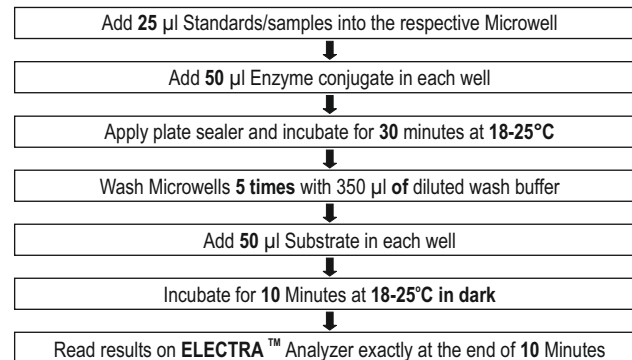 Add 25 µl Standards/samples into the respective Microwell
Add 50 µl Enzyme conjugate in each well
Apply plate sealer and incubate for 30 minutes at 18-25°C
Wash Microwells 5 times with 350 µl of diluted wash buffer
Add 50 µl Substrate in each well
Incubate for 10 Minutes at 18-25°C in dark
Read results on ELECTRA ™ Analyzer exactly at the end of 10 Minutes